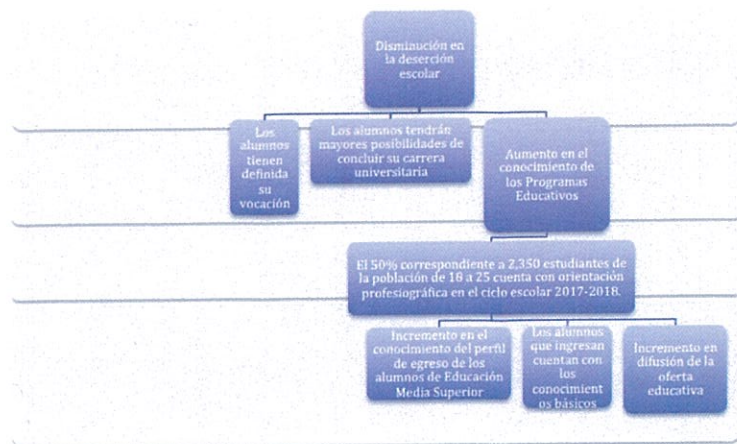 Disminución en
la deserción
escolar
Los
alumnos
tienen
definida
su
vocación
Los alumnos tendrán
mayores posibilidades de
concluir su carrera
universitaria
Aumento en el
conocimiento de
los Programas
Educativos
El 50% correspondiente a 2,350 estudiantes de
la población de 18 a 25 cuenta con orientación
profesiográfica en el ciclo escolar 2017-2018.
Incremento en el
conocimiento del perfil
de egreso de los
alumnos de Educación
Media Superior
Los alumnos
que ingresan
cuentan con
los
conocimient
os básicos
Incremento en
difusión de la
oferta
educativa